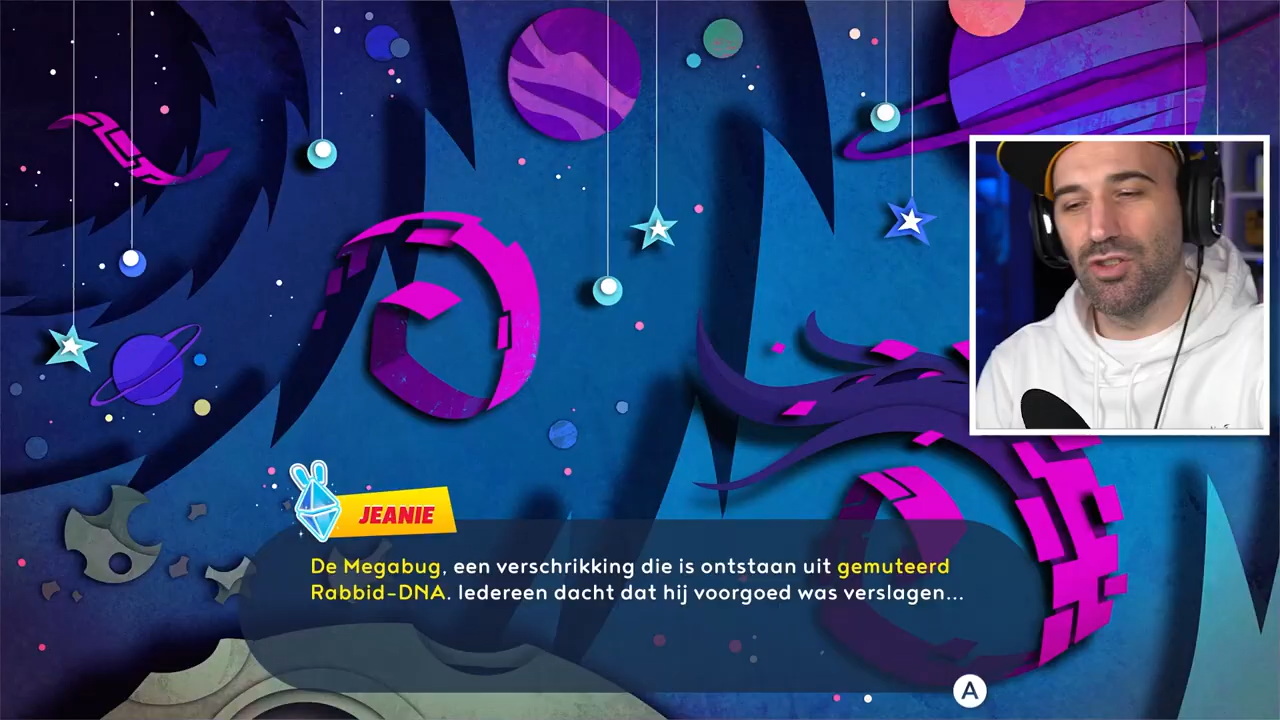 JEANIE
De Megabug, een verschrikking die is ontstaan uit gemuteerd
Rabbid-DNA. Iedereen dacht dat hij voorgoed was verslagen...
A